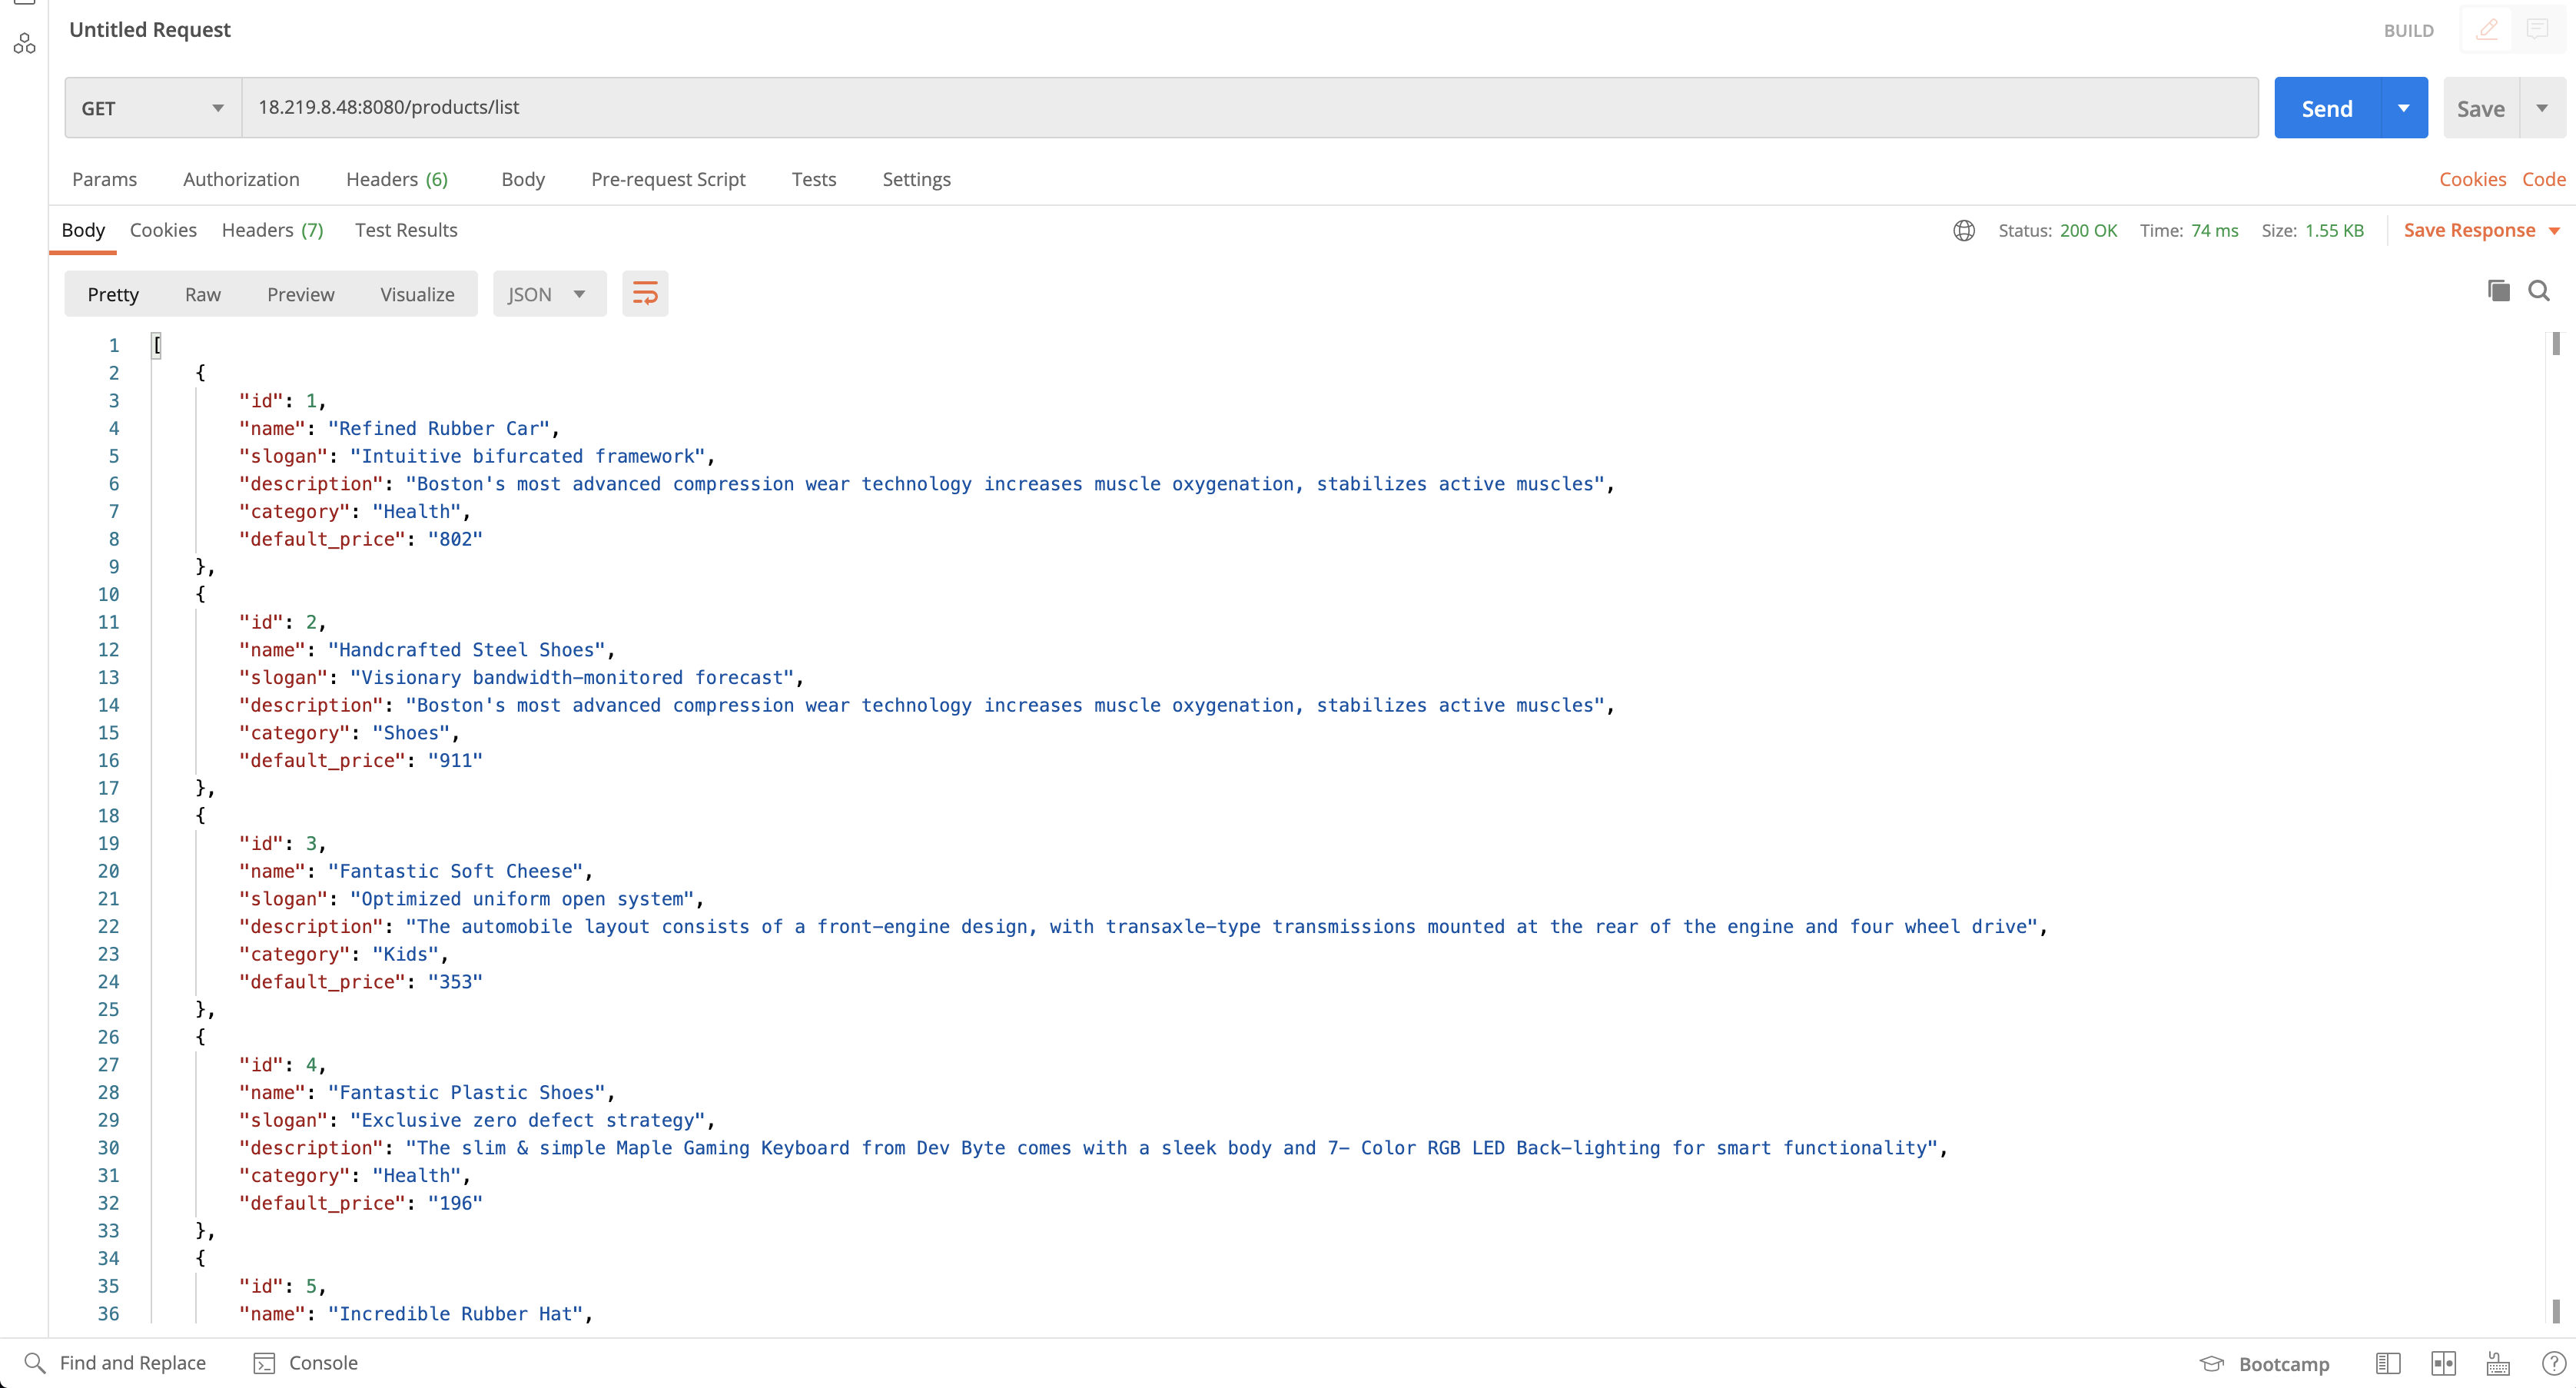 Untitled Request
BUILD
GET
18.219.8.48:8080/products/list
Send
Save
Params Authorization Headers (6) Body Pre-request Script Tests Settings
Cookies Code
Body Cookies Headers (7) Test Results
Status: 200 OK Time: 74 ms Size: 1.55 KB Save Response
Pretty Raw Preview Visualize JSON
1 [
2 {
3 "id": 1,
4 "name": "Refined Rubber Car",
5 "slogan": "Intuitive bifurcated framework",
6 "description": "Boston's most advanced compression wear technology increases muscle oxygenation, stabilizes active muscles",
7 "category": "Health",
8 "default_price": "802"
9 },
10 {
11 "id": 2,
12 "name": "Handcrafted Steel Shoes",
13 "slogan": "Visionary bandwidth-monitored forecast",
14 "description": "Boston's most advanced compression wear technology increases muscle oxygenation, stabilizes active muscles",
15 "category": "Shoes",
16 "default_price": "911"
17 },
18 {
19 "id": 3,
20 "name": "Fantastic Soft Cheese",
21 "slogan": "Optimized uniform open system",
22 "description": "The automobile layout consists of a front-engine design, with transaxle-type transmissions mounted at the rear of the engine and four wheel drive",
23 "category": "Kids",
24 "default_price": "353"
25 },
26 {
27 "id": 4,
28 "name": "Fantastic Plastic Shoes",
29 "slogan": "Exclusive zero defect strategy",
30 "description": "The slim & simple Maple Gaming Keyboard from Dev Byte comes with a sleek body and 7- Color RGB LED Back-lighting for smart functionality",
31 "category": "Health",
32 "default_price": "196"
33 },
34 {
35 "id": 5,
36 "name": "Incredible Rubber Hat",
Find and Replace Console
Bootcamp